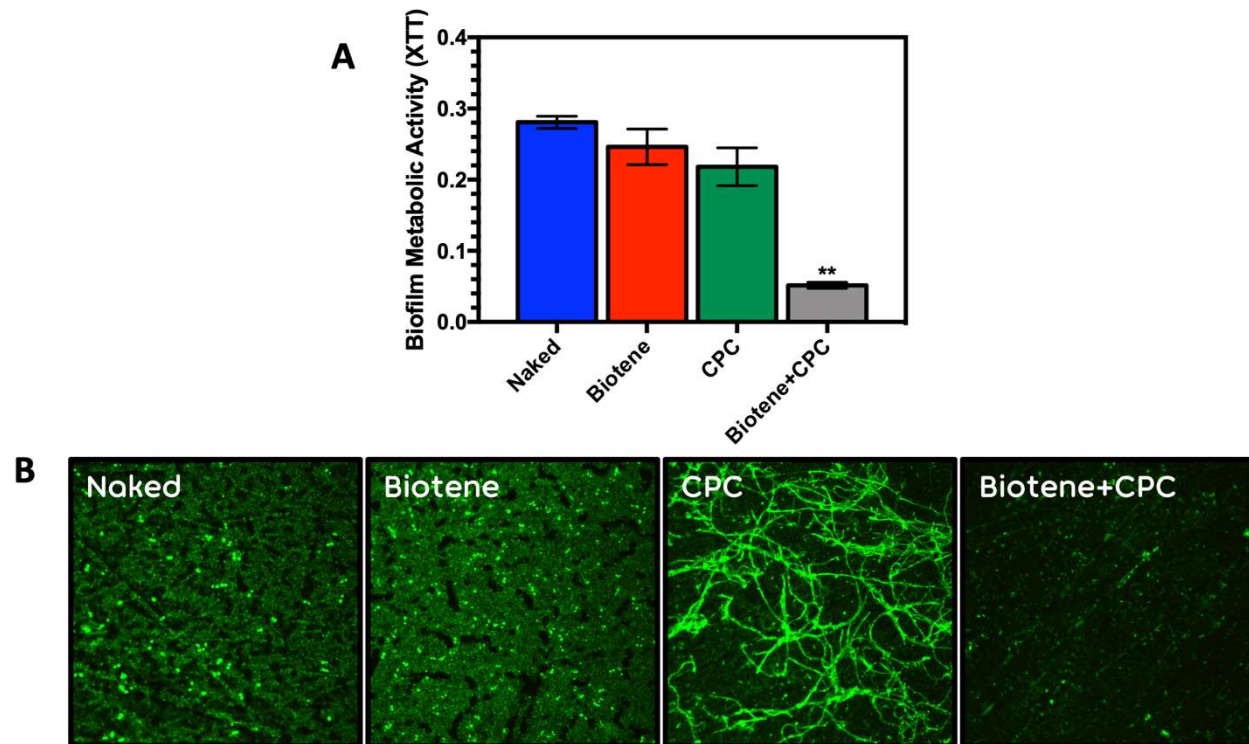 A
Biofilm Metabolic Activity (XTT)
0.4
0.3
0.2
0.1
0.0
**
Naked
Biotene
CPC
Biotene+CPC
B
Naked
Biotene
CPC
Biotene+CPC